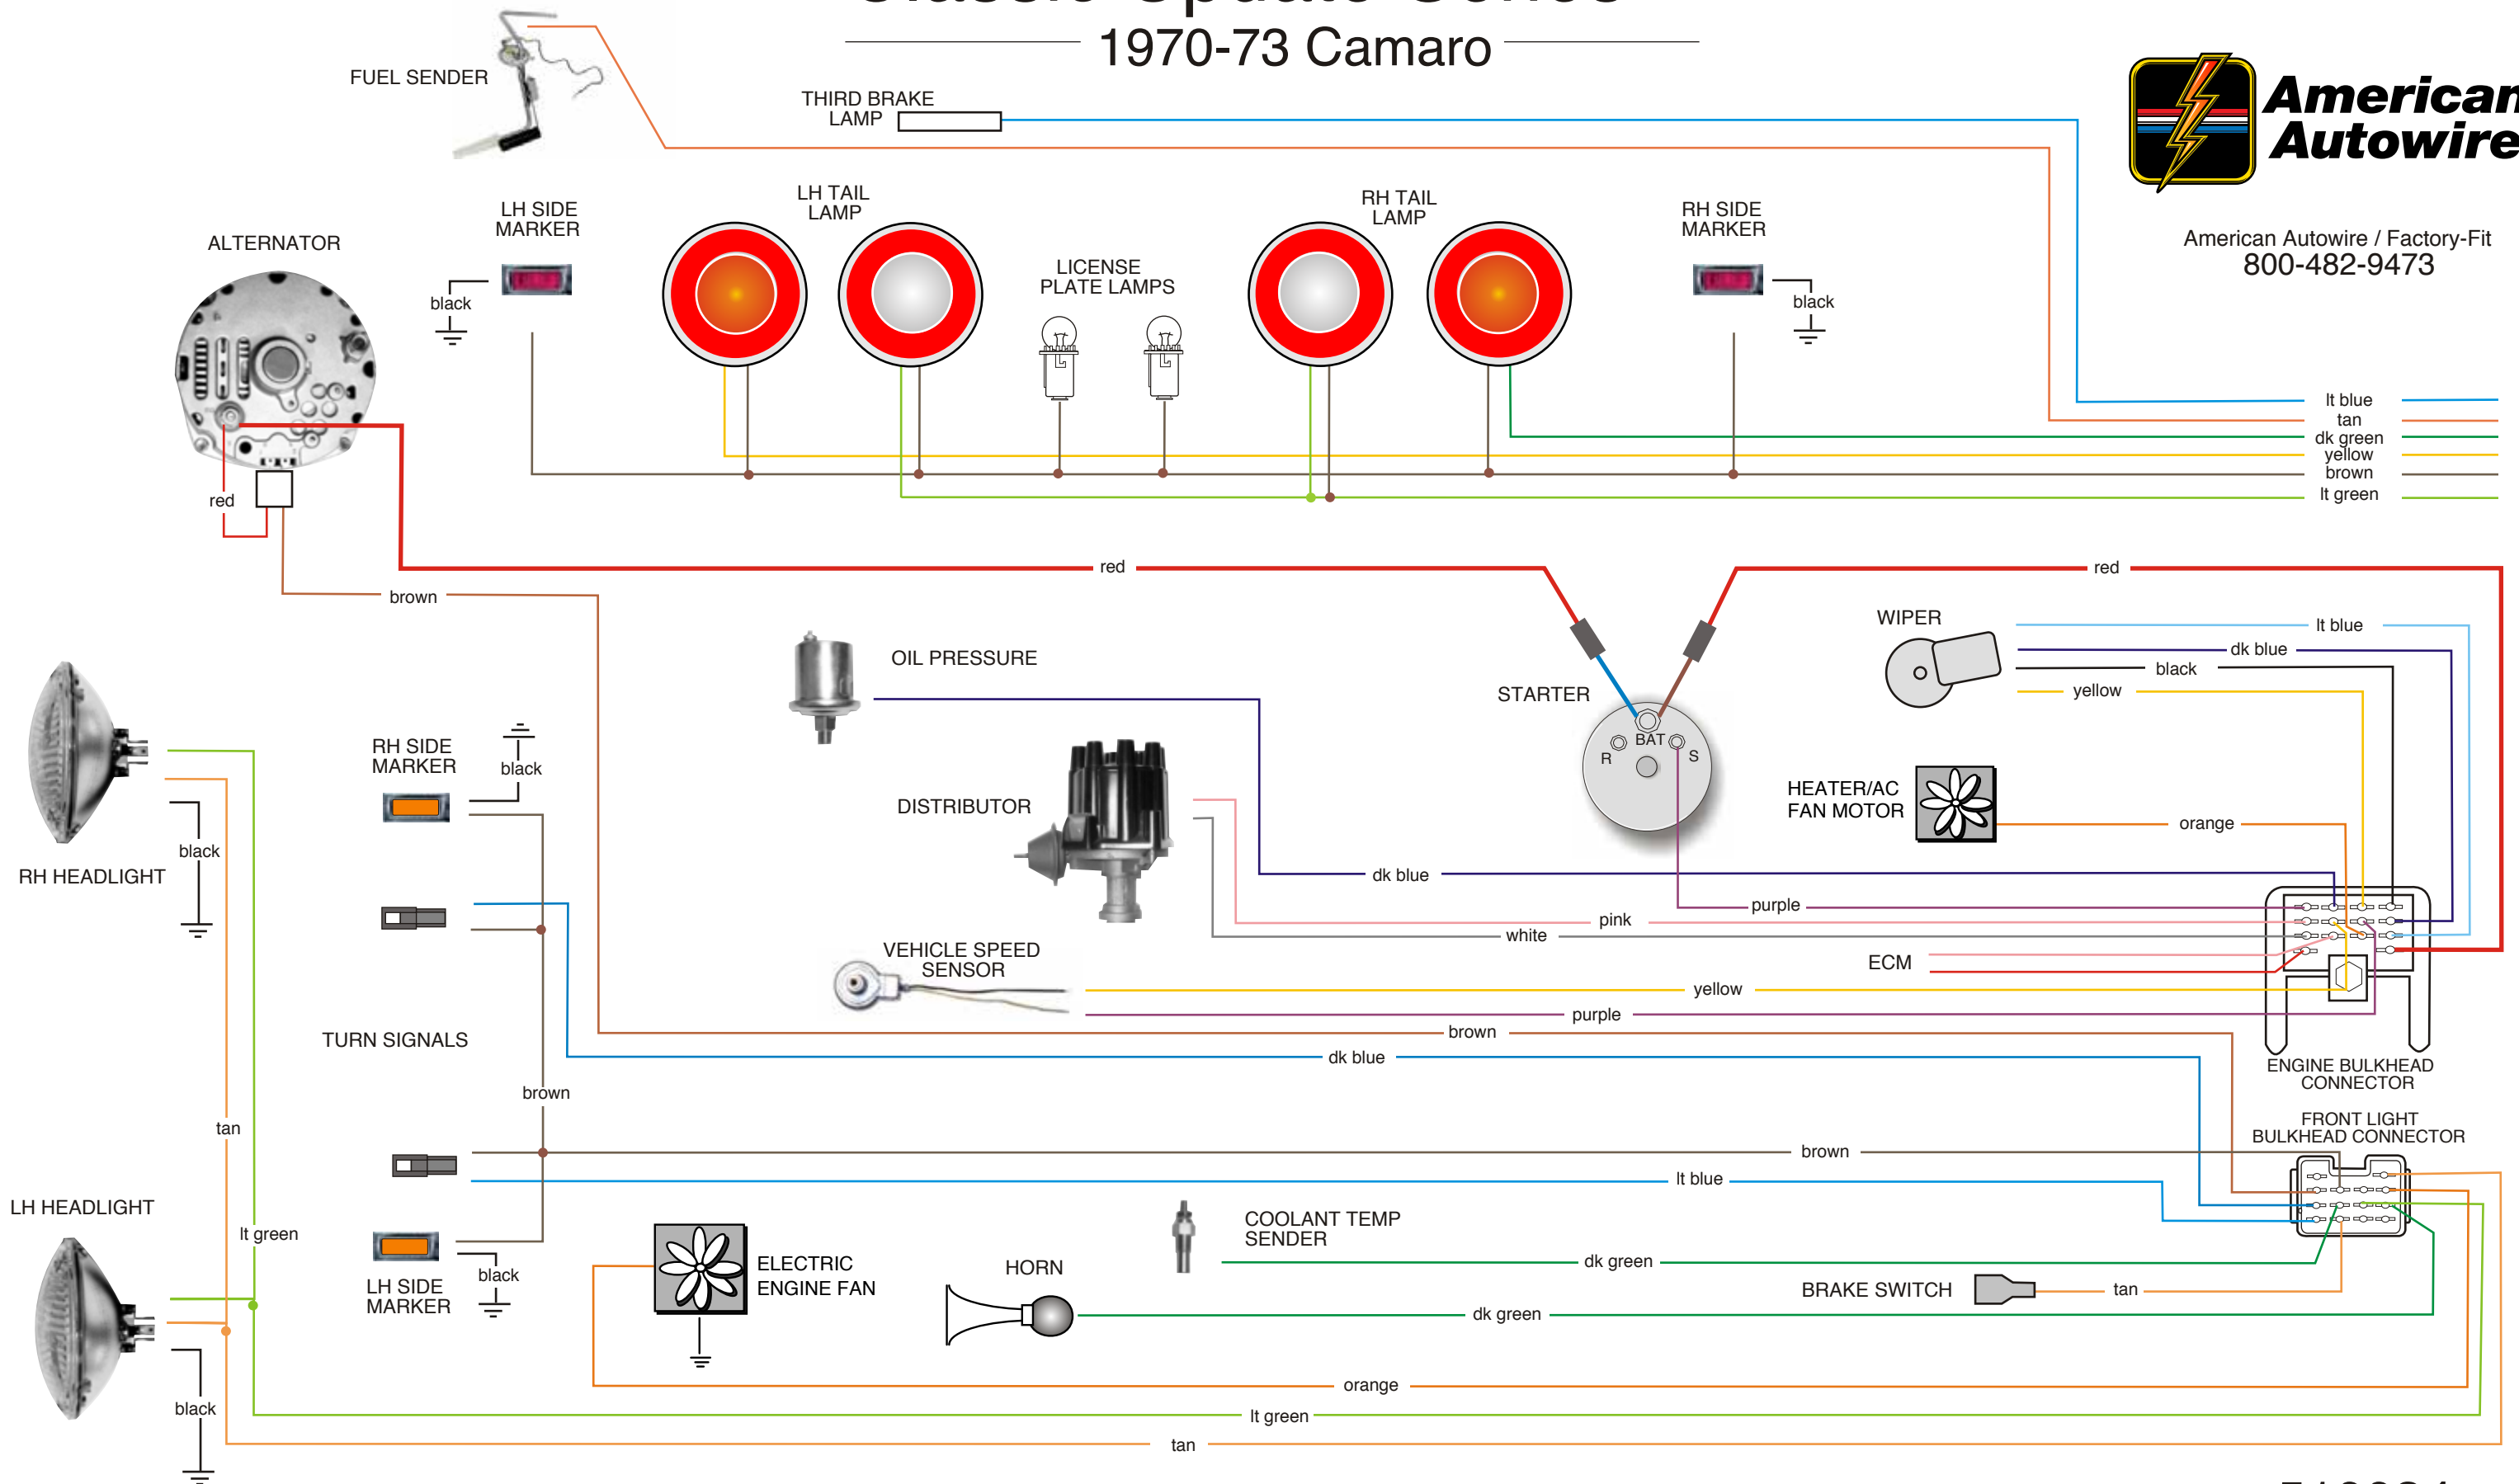 1970-73 Camaro
FUEL SENDER
THIRD BRAKE
LAMP
American
Autowire
American Autowire / Factory-Fit
800-482-9473
ALTERNATOR
LH SIDE
MARKER
black
LH TAIL
LAMP
LICENSE
PLATE LAMPS
RH TAIL
LAMP
RH SIDE
MARKER
black
lt blue
tan
dk green
yellow
brown
lt green
red
red
red
brown
OIL PRESSURE
STARTER
BAT
R
S
WIPER
lt blue
dk blue
black
yellow
RH SIDE
MARKER
black
DISTRIBUTOR
HEATER/AC
FAN MOTOR
orange
black
RH HEADLIGHT
dk blue
purple
pink
white
VEHICLE SPEED
SENSOR
ECM
yellow
purple
brown
TURN SIGNALS
dk blue
ENGINE BULKHEAD
CONNECTOR
brown
tan
FRONT LIGHT
BULKHEAD CONNECTOR
brown
lt blue
LH HEADLIGHT
lt green
COOLANT TEMP
SENDER
ELECTRIC
ENGINE FAN
HORN
dk green
black
LH SIDE
MARKER
BRAKE SWITCH
tan
dk green
orange
black
lt green
tan